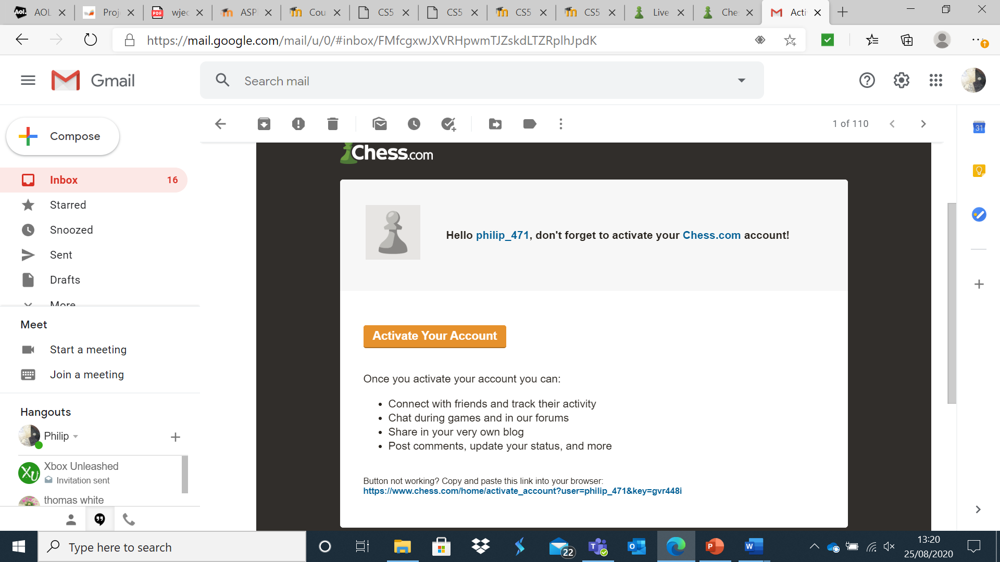 Aol. AOL
Proj
PDF wjec
ASP
Cou
CS5
CS5
CS5
CS5
Live
Che
Acti
https://mail.google.com/mail/u/0/#inbox/FMfcgxwJXVRHpwmTJZskdLTZRplhJpdK
Gmail
Search mail
Compose
1 of 110
31
Inbox 16
Starred
Snoozed
Sent
Drafts
More
Meet
Start a meeting
Join a meeting
Hangouts
Philip
Xbox Unleashed
Invitation sent
thomas white
Chess.com
Hello philip_471, don't forget to activate your Chess.com account!
Activate Your Account
Once you activate your account you can:
• Connect with friends and track their activity
• Chat during games and in our forums
• Share in your very own blog
• Post comments, update your status, and more
Button not working? Copy and paste this link into your browser:
https://www.chess.com/home/activate_account?user=philip_471&key=gvr448i
Type here to search
22
13:20
25/08/2020